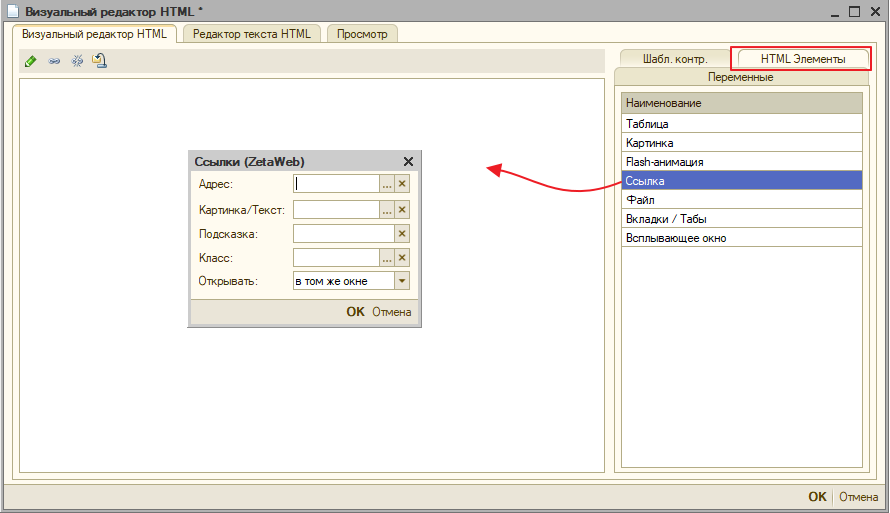 Визуальный редактор HTML *
Визуальный редактор HTML
Редактор текста HTML
Просмотр
Шабл. контр.
HTML Элементы
Переменные
Наименование
Таблица
Картинка
Flash-анимация
Ссылка
Файл
Вкладки / Табы
Всплывающее окно
Ссылки (ZetaWeb)
Адрес:
Картинка/Текст:
Подсказка:
Класс:
Открывать: в том же окне
OK Отмена
OK Отмена